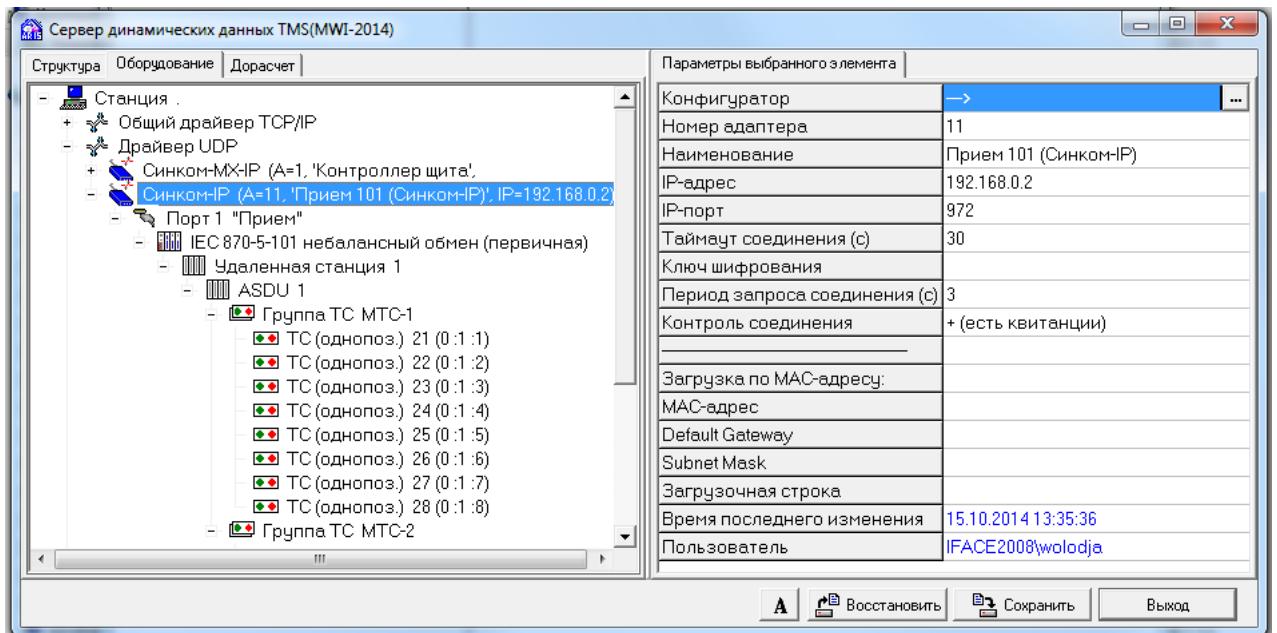 Сервер динамических данных TMS(MWI-2014)
Структура Оборудование Дорасчет
Станция .
Общий драйвер TCP/IP
Драйвер UDP
Синком-MX-IP (A=1, 'Контроллер щита',
Синком-IP (A=11, 'Прием 101 (Синком-IP)', IP=192.168.0.2)
Порт 1 "Прием"
IEC 870-5-101 небалансный обмен (первичная)
Удаленная станция 1
ASDU 1
Группа ТС МТС-1
ТС (однопоз.) 21 (0:1 :1)
ТС (однопоз.) 22 (0:1 :2)
ТС (однопоз.) 23 (0:1 :3)
ТС (однопоз.) 24 (0:1 :4)
ТС (однопоз.) 25 (0:1 :5)
ТС (однопоз.) 26 (0:1 :6)
ТС (однопоз.) 27 (0:1 :7)
ТС (однопоз.) 28 (0:1 :8)
Группа ТС МТС-2
Параметры выбранного элемента
Конфигуратор —> ...
Номер адаптера 11
Наименование Прием 101 (Синком-IP)
IP-адрес 192.168.0.2
IP-порт 972
Таймаут соединения (с) 30
Ключ шифрования
Период запроса соединения (с) 3
Контроль соединения + (есть квитанции)
Загрузка по MAC-адресу:
MAC-адрес
Default Gateway
Subnet Mask
Загрузочная строка
Время последнего изменения 15.10.2014 13:35:36
Пользователь IFACE2008\wolodja
A Восстановить Сохранить Выход